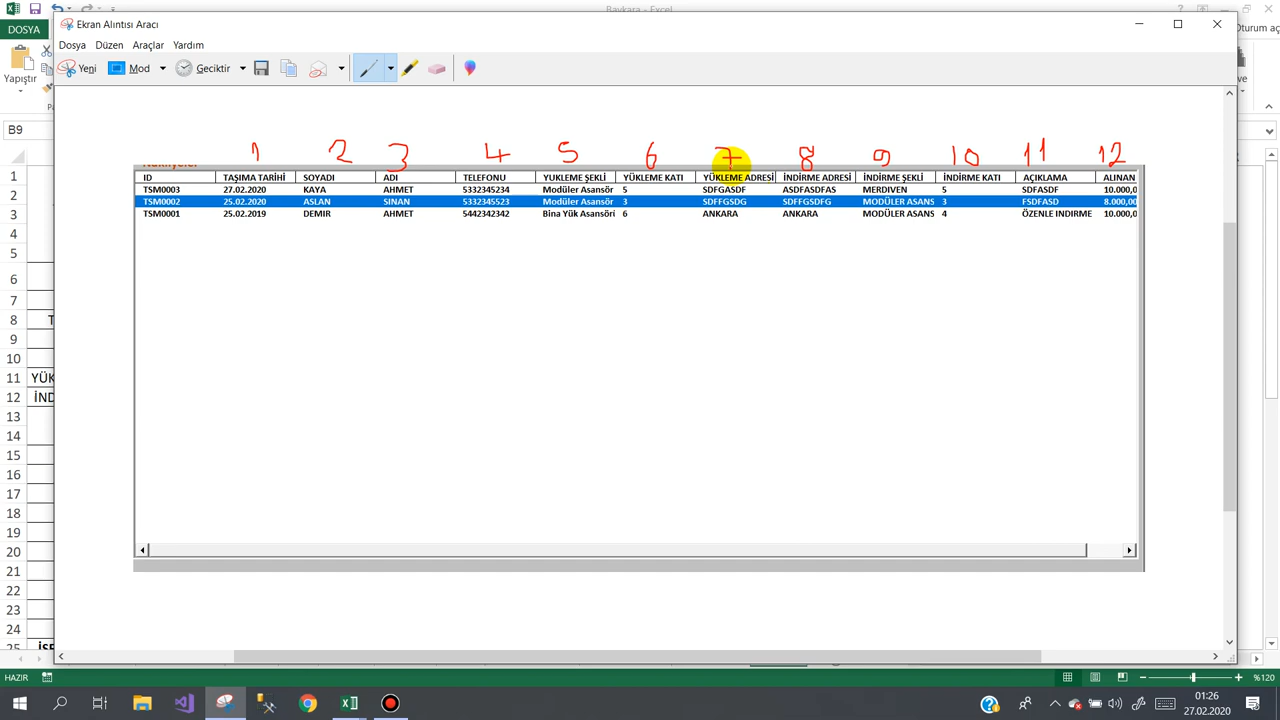 Baykara - Excel
DOSYA
Oturum aç
Yapıştır
B9
Ekran Alıntısı Aracı
Dosya Düzen Araçlar Yardım
Yeni Mod Geciktir
1 2 3 4 5 6 7 8 9 10 11 12
Nakliyeler
ID TAŞIMA TARİHİ SOYADI ADI TELEFONU YUKLEME ŞEKLİ YÜKLEME KATI YÜKLEME ADRESİ İNDİRME ADRESİ İNDİRME ŞEKLİ İNDİRME KATI AÇIKLAMA ALINAN
TSM0003 27.02.2020 KAYA AHMET 5332345234 Modüler Asansör 5 SDFGASDF ASDFASDFAS MERDIVEN 5 SDFASDF 10.000,0
TSM0002 25.02.2020 ASLAN SINAN 5332345523 Modüler Asansör 3 SDFFGSDG SDFFGSDFG MODÜLER ASANS 3 FSDFASD 8.000,00
TSM0001 25.02.2019 DEMIR AHMET 5442342342 Bina Yük Asansöri 6 ANKARA ANKARA MODÜLER ASANS 4 ÖZENLE INDIRME 10.000,0
1
2
3
4
5
6
7
8 T
9
10
11 YÜK
12 İND
13
14
15
16
17
18
19
20
21
22
23
24
25 İSE
HAZIR
%120
01:26
27.02.2020